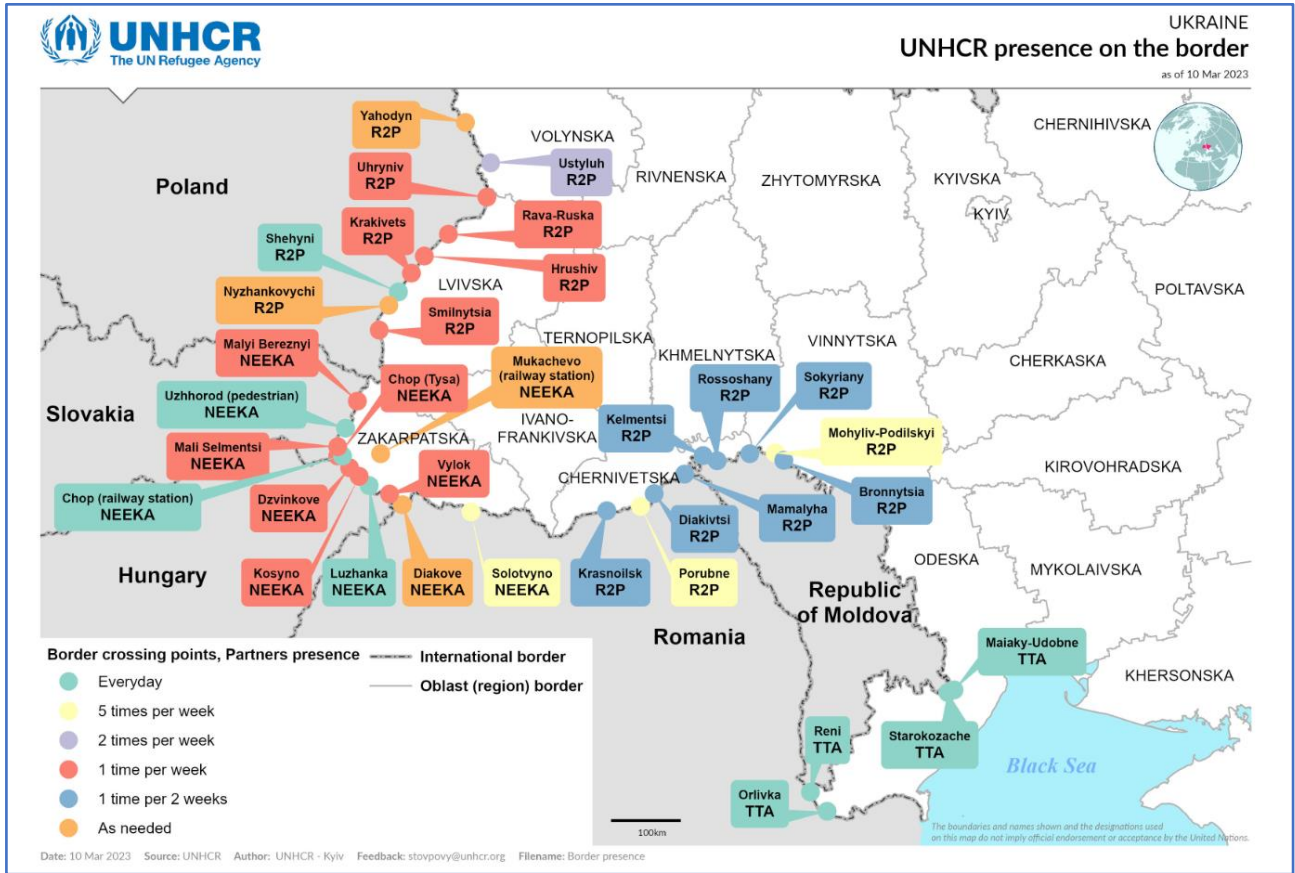 UNHCR
The UN Refugee Agency
UKRAINE
UNHCR presence on the border
as of 10 Mar 2023
Yahodyn
R2P
VOLYNSKA
CHERNIHIVSKA
Uhryniv
R2P
Ustyluh
R2P
Poland
RIVNENSKA
ZHYTOMYRSKA
KYIVSKA
KYIV
Krakivets
R2P
Rava-Ruska
R2P
Shehyni
R2P
Hrushiv
R2P
Nyzhankovychi
R2P
LVIVSKA
POLTAVSKA
Smilnytsia
R2P
Malyi Bereznyi
NEEKA
TERNOPILSKA
KHMELNYTSKA
VINNYTSKA
CHERKASKA
Chop (Tysa)
NEEKA
Mukachevo
(railway station)
NEEKA
Rossoshany
R2P
Sokyriany
R2P
Slovakia
Uzhhorod (pedestrian)
NEEKA
Kelmentsi
R2P
IVANO-
FRANKIVSKA
Mohyliv-Podilskyi
R2P
Mali Selmentsi
NEEKA
ZAKARPATSKA
KIROVOHRADSKA
Vylok
NEEKA
CHERNIVETSKA
Chop (railway station)
NEEKA
Dzvinkove
NEEKA
Diakivtsi
R2P
Mamalyha
R2P
Bronnytsia
R2P
ODESKA
MYKOLAIVSKA
Hungary
Kosyno
NEEKA
Luzhanka
NEEKA
Diakove
NEEKA
Solotvyno
NEEKA
Krasnoilsk
R2P
Porubne
R2P
Republic
of Moldova
Romania
Maiaky-Udobne
TTA
KHERSONSKA
Reni
TTA
Starokozache
TTA
Black Sea
Orlivka
TTA
Border crossing points, Partners presence
Everyday
5 times per week
2 times per week
1 time per week
1 time per 2 weeks
As needed
International border
Oblast (region) border
100km
The boundaries and names shown and the designations used
on this map do not imply official endorsement or acceptance by the United Nations.
Date: 10 Mar 2023 Source: UNHCR Author: UNHCR - Kyiv Feedback: stovpovy@unhcr.org Filename: Border presence